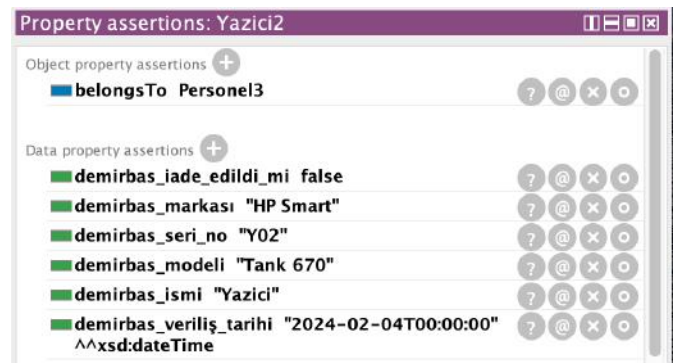 Property assertions: Yazici2
Object property assertions
belongsTo Personel3
Data property assertions
demirbas_iade_edildi_mi false
demirbas_markası "HP Smart"
demirbas_seri_no "Y02"
demirbas_modeli "Tank 670"
demirbas_ismi "Yazici"
demirbas_veriliş_tarihi "2024-02-04T00:00:00"
^^xsd:dateTime